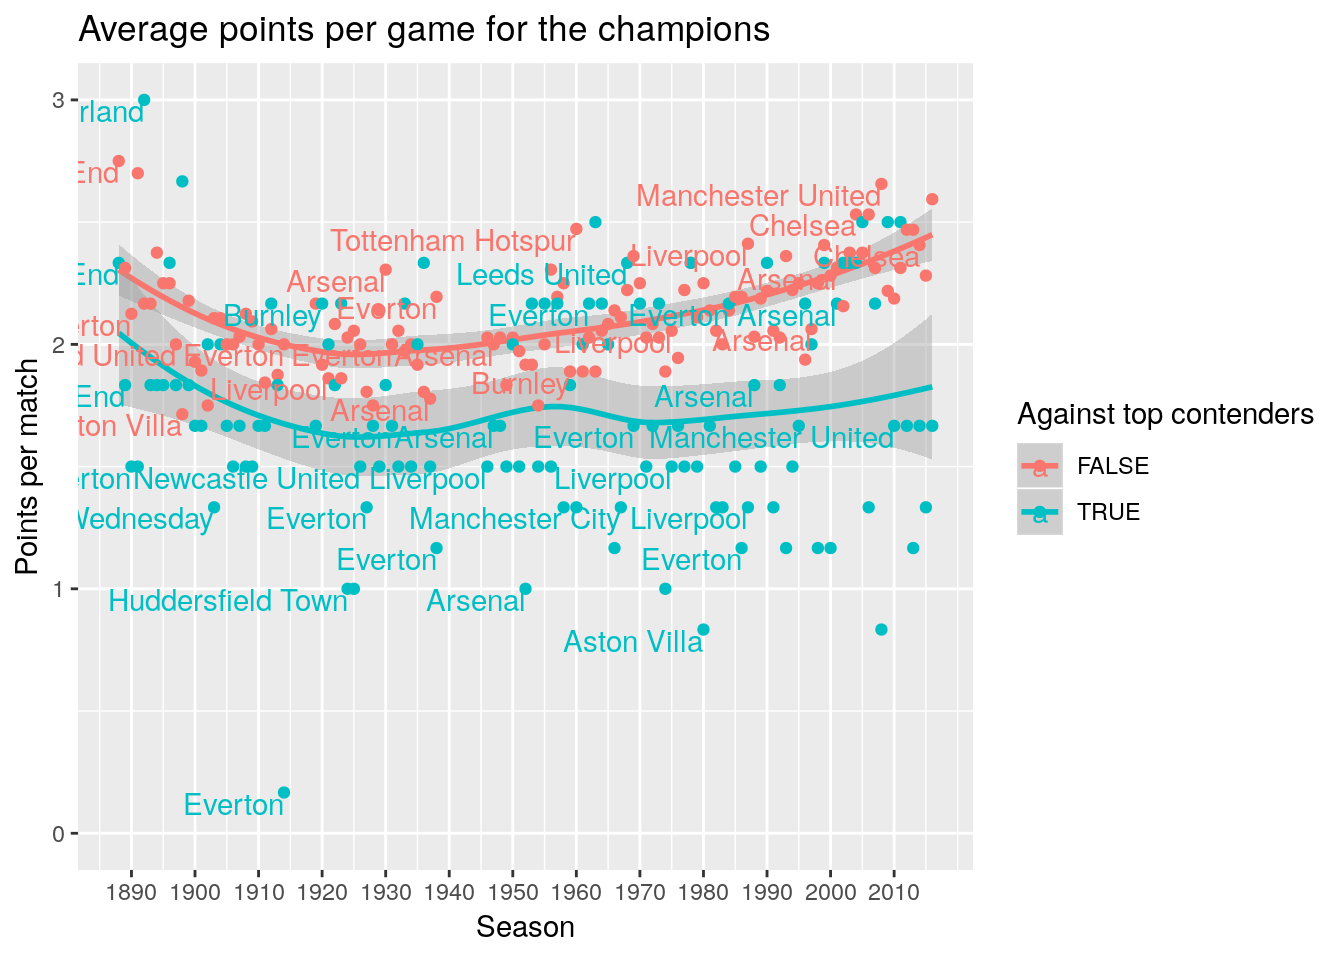 Average points per game for the champions
3
rland
End
Manchester United
Chelsea
Tottenham Hotspur
Liverpool
Chelsea
End
Arsenal
Leeds United
Arsenal
erton
Burnley
Everton
Everton
Everton
Arsenal
2
d United
Everton
Everton
Arsenal
Liverpool
Arsenal
End
Liverpool
Burnley
Arsenal
ton Villa
Arsenal
Everton
Arsenal
Everton
Manchester United
erton
Newcastle United
Liverpool
Liverpool
Wednesday
Everton
Manchester City
Liverpool
Everton
Everton
1
Huddersfield Town
Arsenal
Aston Villa
Everton
0
1890 1900 1910 1920 1930 1940 1950 1960 1970 1980 1990 2000 2010
Season
Points per match
Against top contenders
a FALSE
a TRUE